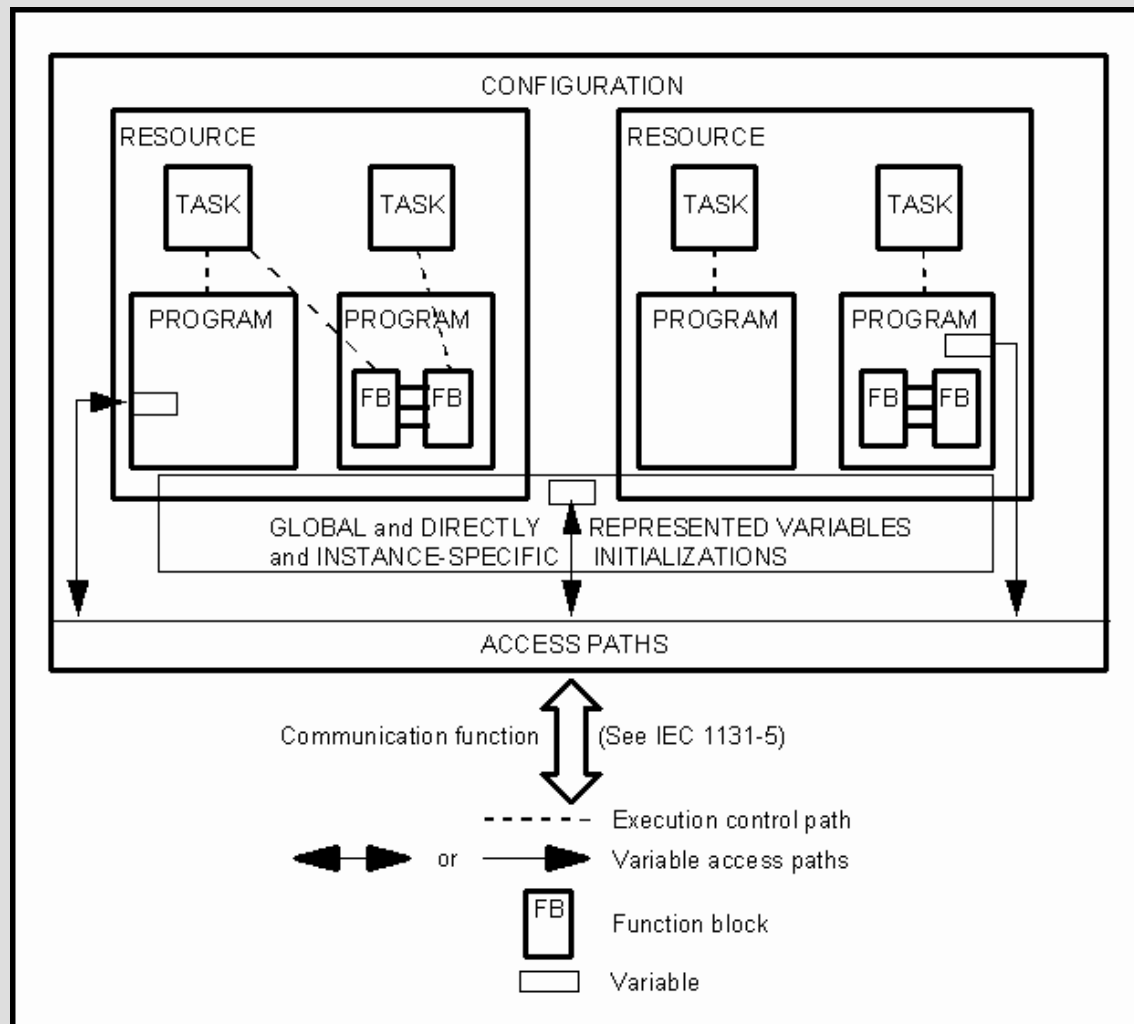 CONFIGURATION
RESOURCE
RESOURCE
TASK
TASK
TASK
TASK
PROGRAM
PROGRAM
PROGRAM
PROGRAM
FB
FB
FB
FB
GLOBAL and DIRECTLY REPRESENTED VARIABLES
and INSTANCE-SPECIFIC INITIALIZATIONS
ACCESS PATHS
Communication function (See IEC 1131-5)
Execution control path
or Variable access paths
FB
Function block
Variable